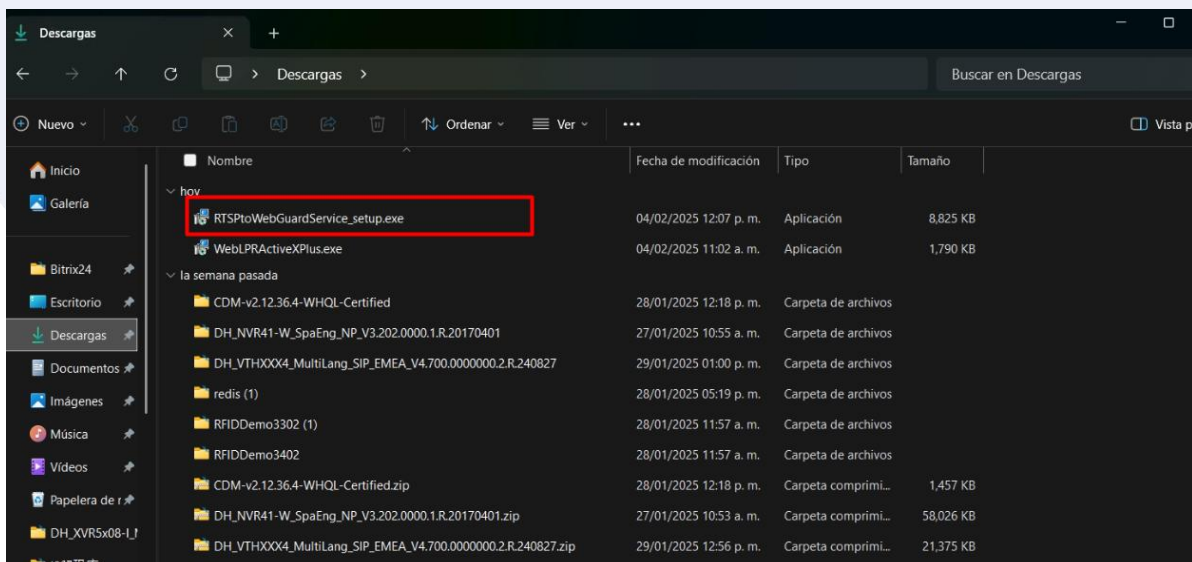 Descargas
Descargas
Buscar en Descargas
Nuevo
Ordenar
Ver
Vista p
Nombre
Fecha de modificación
Tipo
Tamaño
Inicio
Galería
Bitrix24
Escritorio
Descargas
Documentos
Imágenes
Música
Vídeos
Papelera de r
DH_XVR5x08-I_
hoy
RTSPtoWebGuardService_setup.exe 04/02/2025 12:07 p. m. Aplicación 8,825 KB
WebLPRActiveXPlus.exe 04/02/2025 11:02 a. m. Aplicación 1,790 KB
la semana pasada
CDM-v2.12.36.4-WHQL-Certified 28/01/2025 12:18 p. m. Carpeta de archivos
DH_NVR41-W_SpaEng_NP_V3.202.0000.1.R.20170401 27/01/2025 10:55 a. m. Carpeta de archivos
DH_VTHXXX4_MultiLang_SIP_EMEA_V4.700.0000000.2.R.240827 29/01/2025 01:00 p. m. Carpeta de archivos
redis (1) 28/01/2025 05:19 p. m. Carpeta de archivos
RFIDDemo3302 (1) 28/01/2025 11:57 a. m. Carpeta de archivos
RFIDDemo3402 28/01/2025 11:57 a. m. Carpeta de archivos
CDM-v2.12.36.4-WHQL-Certified.zip 28/01/2025 12:18 p. m. Carpeta comprimi... 1,457 KB
DH_NVR41-W_SpaEng_NP_V3.202.0000.1.R.20170401.zip 27/01/2025 10:53 a. m. Carpeta comprimi... 58,026 KB
DH_VTHXXX4_MultiLang_SIP_EMEA_V4.700.0000000.2.R.240827.zip 29/01/2025 12:56 p. m. Carpeta comprimi... 21,375 KB